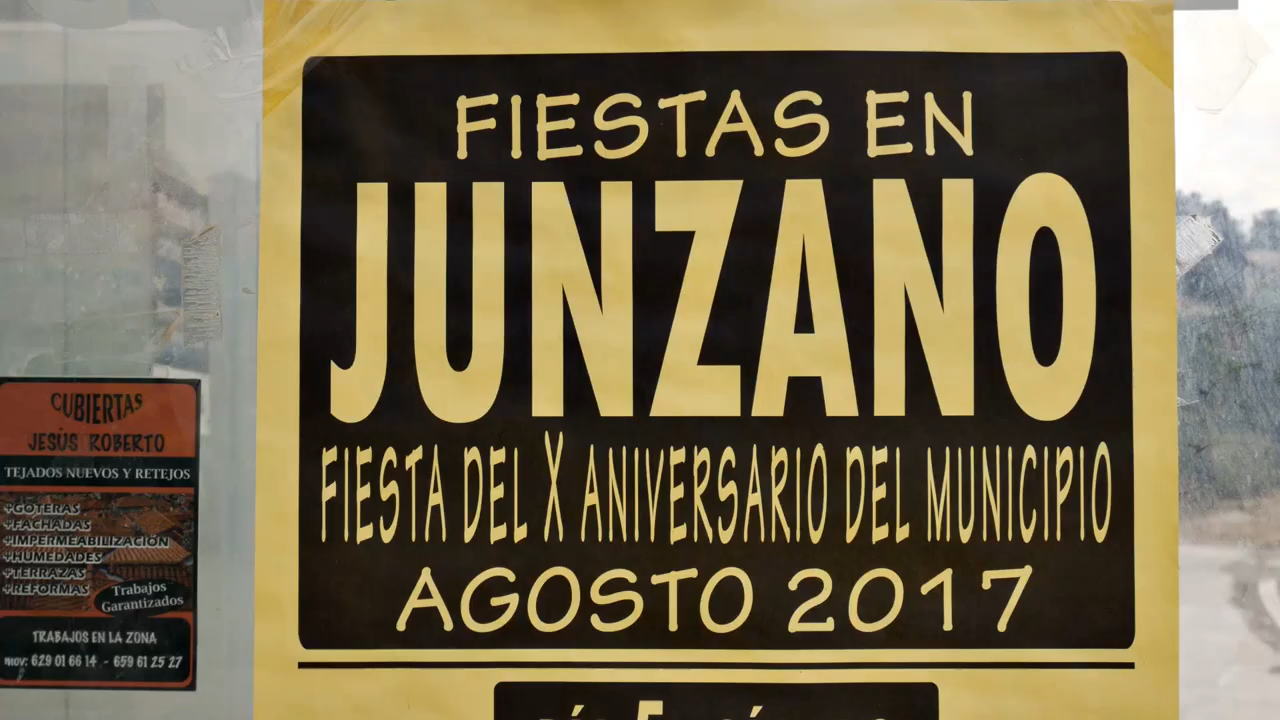 FIESTAS EN
JUNZANO
FIESTA DEL X ANIVERSARIO DEL MUNICIPIO
AGOSTO 2017
CUBIERTAS
JESÚS ROBERTO
TEJADOS NUEVOS Y RETEJOS
+GOTERAS
+FACHADAS
+IMPERMEABILIZACIÓN
+HUMEDADES
+TERRAZAS
+REFORMAS
Trabajos
Garantizados
TRABAJOS EN LA ZONA
mov: 629 01 66 14 - 659 61 25 27